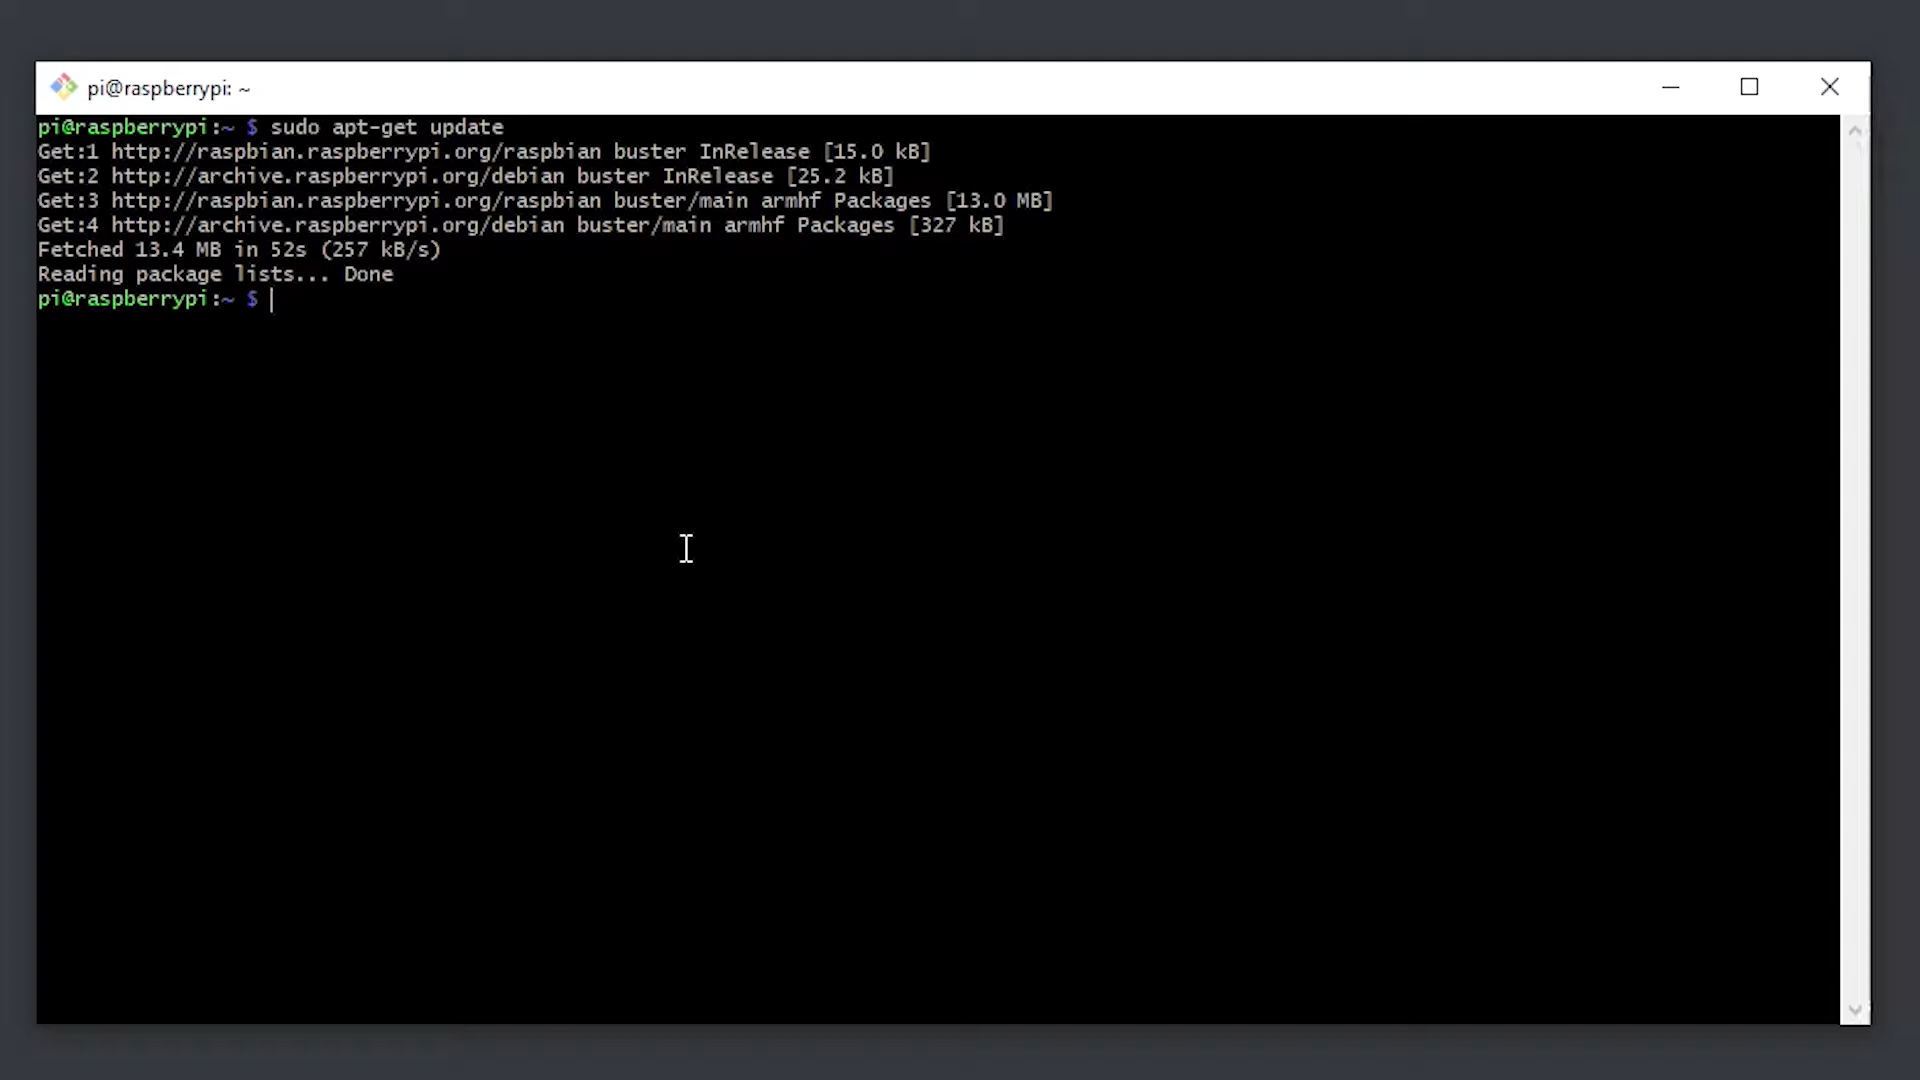 pi@raspberrypi: ~
pi@raspberrypi:~ $ sudo apt-get update
Get:1 http://raspbian.raspberrypi.org/raspbian buster InRelease [15.0 kB]
Get:2 http://archive.raspberrypi.org/debian buster InRelease [25.2 kB]
Get:3 http://raspbian.raspberrypi.org/raspbian buster/main armhf Packages [13.0 MB]
Get:4 http://archive.raspberrypi.org/debian buster/main armhf Packages [327 kB]
Fetched 13.4 MB in 52s (257 kB/s)
Reading package lists... Done
pi@raspberrypi:~ $